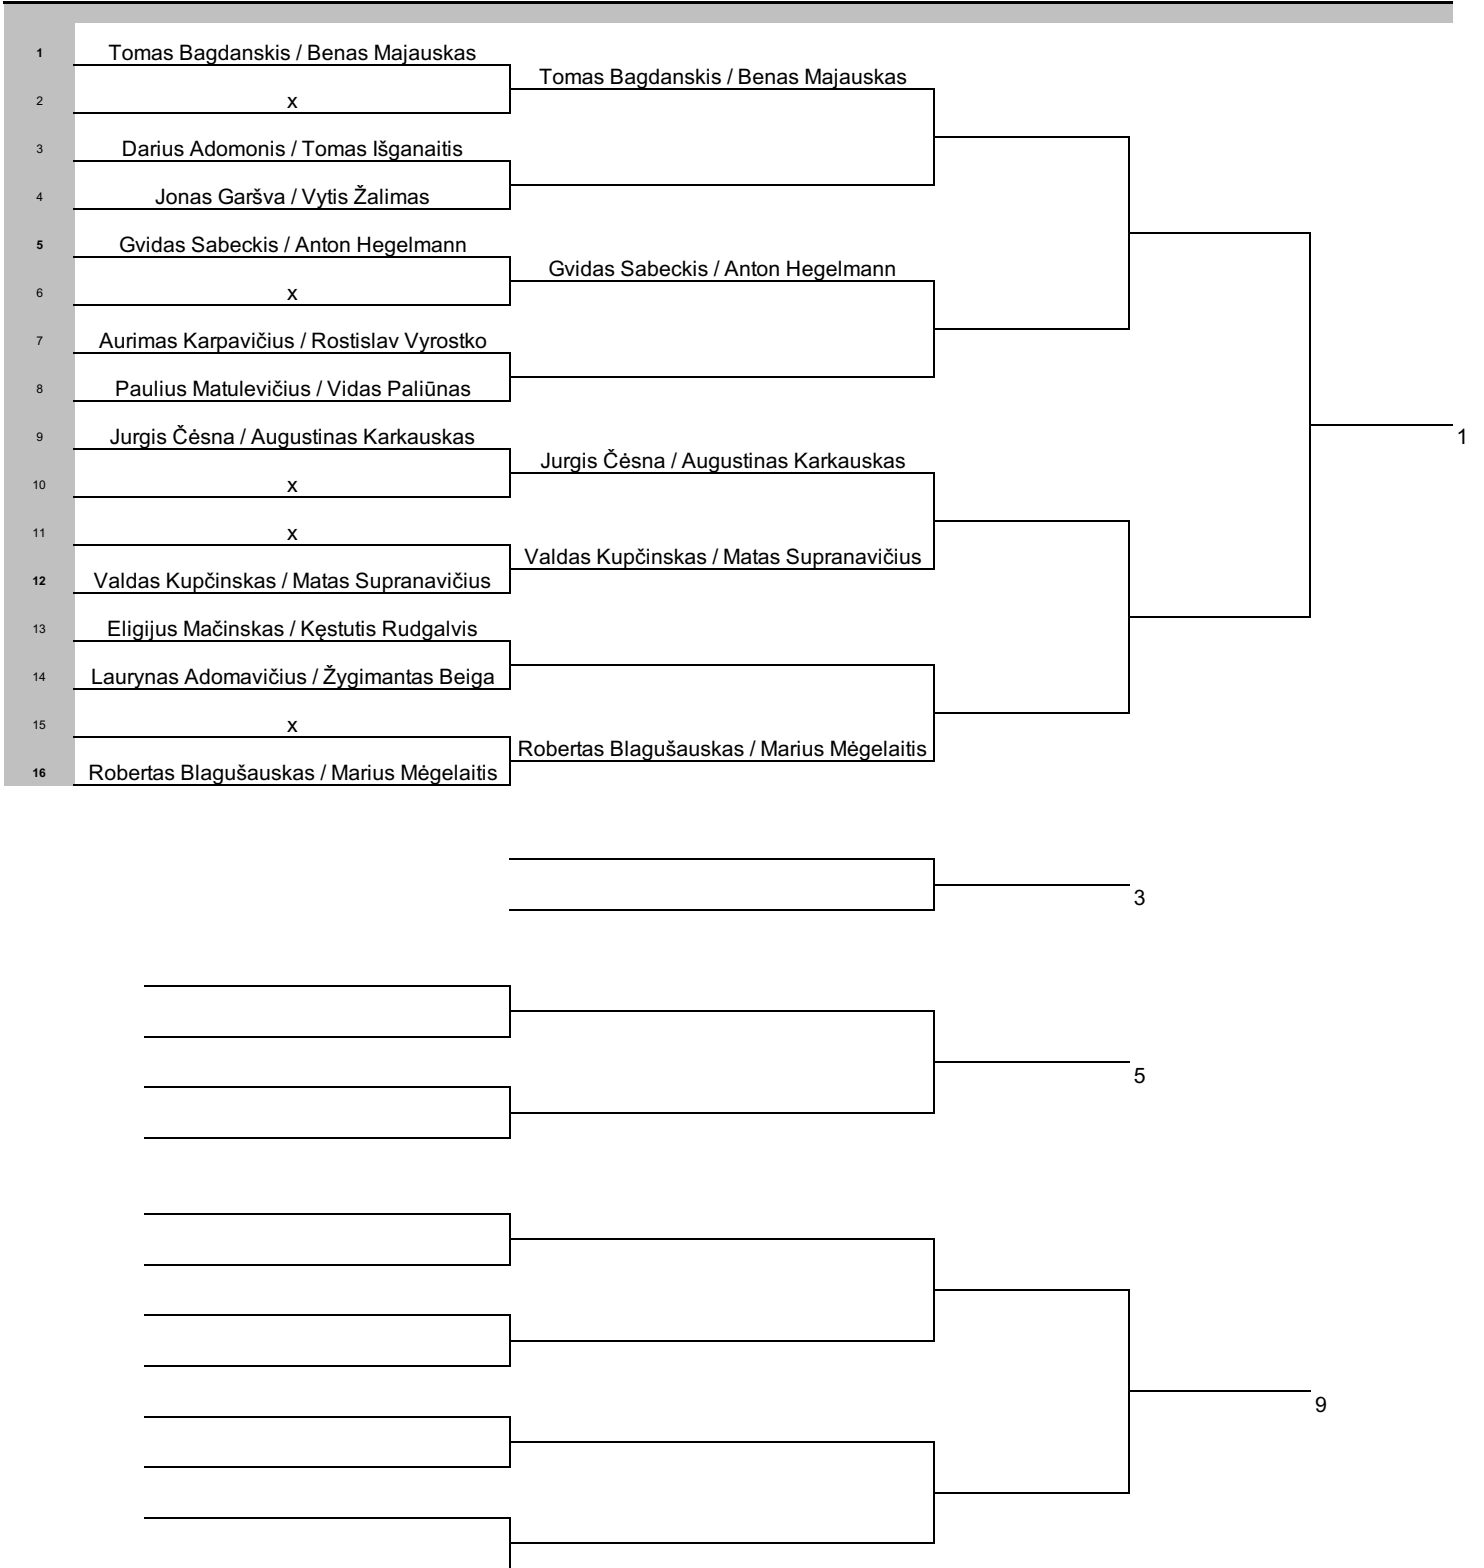 1 Tomas Bagdanskis / Benas Majauskas
Tomas Bagdanskis / Benas Majauskas
2 x
3 Darius Adomonis / Tomas Išganaitis
4 Jonas Garšva / Vytis Žalimas
5 Gvidas Sabeckis / Anton Hegelmann
Gvidas Sabeckis / Anton Hegelmann
6 x
7 Aurimas Karpavičius / Rostislav Vyrostko
8 Paulius Matulevičius / Vidas Paliūnas
9 Jurgis Čėsna / Augustinas Karkauskas
1
Jurgis Čėsna / Augustinas Karkauskas
10 x
11 x
Valdas Kupčinskas / Matas Supranavičius
12 Valdas Kupčinskas / Matas Supranavičius
13 Eligijus Mačinskas / Kęstutis Rudgalvis
14 Laurynas Adomavičius / Žygimantas Beiga
15 x
Robertas Blagušauskas / Marius Mėgelaitis
16 Robertas Blagušauskas / Marius Mėgelaitis
3
5
9